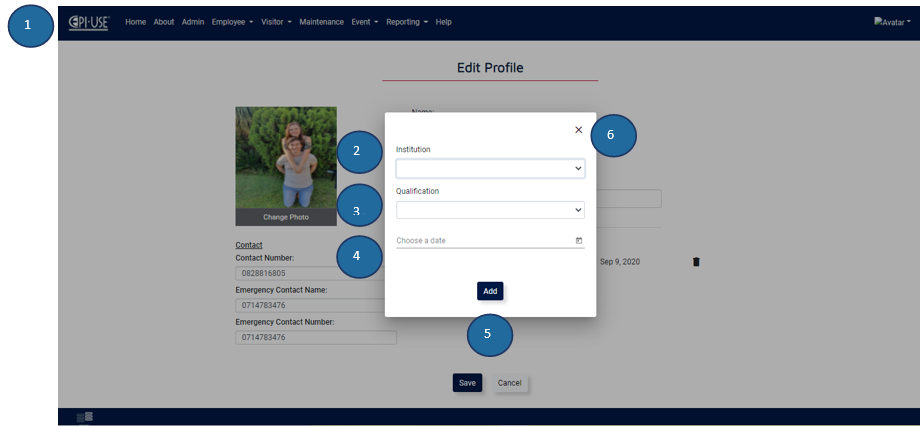 1
EPI-USE
Home About Admin Employee Visitor Maintenance Event Reporting Help
Avatar
Edit Profile
Name:
6
2
Institution
Qualification
3
Change Photo
4
Choose a date
Contact
Contact Number:
Sep 9, 2020
0828816805
Emergency Contact Name:
Add
0714783476
Emergency Contact Number:
5
0714783476
Save Cancel